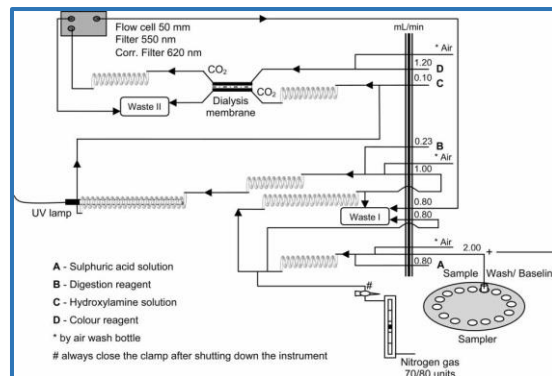 Flow cell 50 mm
Filter 550 nm
Corr. Filter 620 nm
mL/min
* Air
CO2
1.20
D
0.10
C
CO2
Waste II
Dialysis
membrane
0.23
B
* Air
1.00
UV lamp
0.80
Waste I
0.80
* Air
2.00
+
0.80
A
Sample
Wash/ Baselin
A - Sulphuric acid solution
B - Digestion reagent
C - Hydroxylamine solution
D - Colour reagent
* by air wash bottle
# always close the clamp after shutting down the instrument
#
Sampler
Nitrogen gas
70/80 units